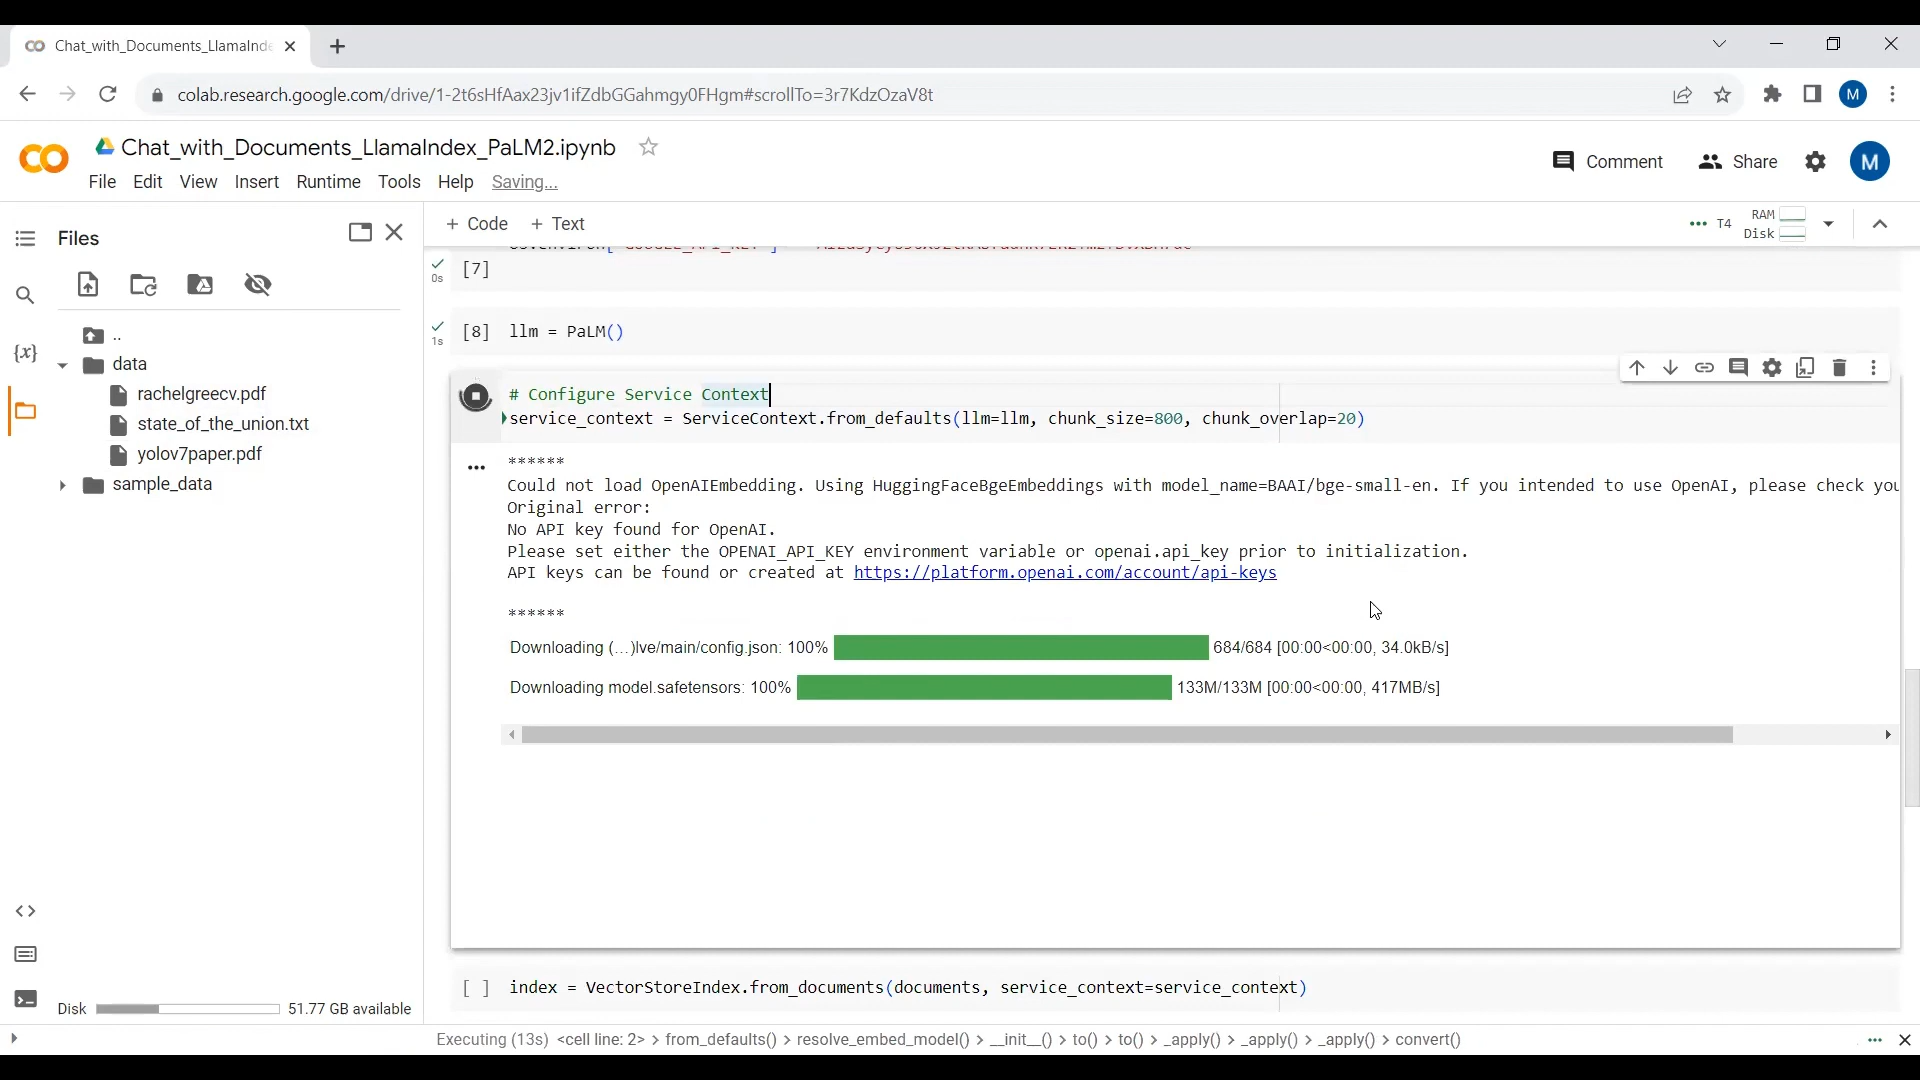 Chat_with_Documents_LlamaInde
colab.research.google.com/drive/1-2t6sHfAax23jv1ifZdbGGahmgy0FHgm#scrollTo=3r7KdzOzaV8t
M
Chat_with_Documents_LlamaIndex_PaLM2.ipynb
Comment
Share
M
File Edit View Insert Runtime Tools Help Saving...
Files
+ Code + Text
T4
RAM
Disk
[7]
0s
..
data
rachelgreecv.pdf
state_of_the_union.txt
yolov7paper.pdf
sample_data
[8] llm = PaLM()
1s
# Configure Service Context
service_context = ServiceContext.from_defaults(llm=llm, chunk_size=800, chunk_overlap=20)
******
Could not load OpenAIEmbedding. Using HuggingFaceBgeEmbeddings with model_name=BAAI/bge-small-en. If you intended to use OpenAI, please check you
Original error:
No API key found for OpenAI.
Please set either the OPENAI_API_KEY environment variable or openai.api_key prior to initialization.
API keys can be found or created at https://platform.openai.com/account/api-keys
******
Downloading (...)lve/main/config.json: 100% 684/684 [00:00<00:00, 34.0kB/s]
Downloading model.safetensors: 100% 133M/133M [00:00<00:00, 417MB/s]
[ ] index = VectorStoreIndex.from_documents(documents, service_context=service_context)
Disk 51.77 GB available
Executing (13s) <cell line: 2> > from_defaults() > resolve_embed_model() > __init__() > to() > to() > _apply() > _apply() > _apply() > convert()